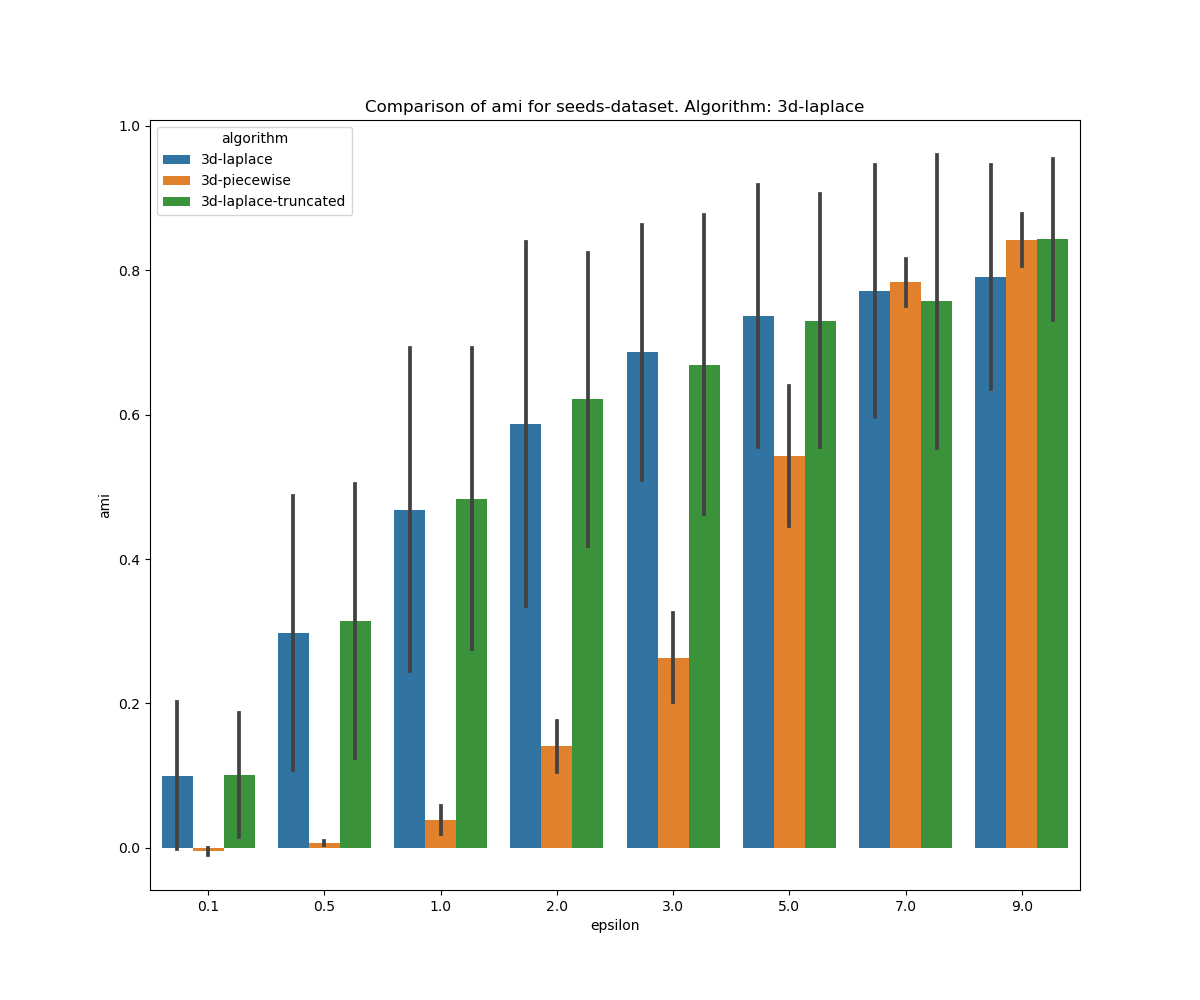 Comparison of ami for seeds-dataset. Algorithm: 3d-laplace
algorithm
3d-laplace
3d-piecewise
3d-laplace-truncated
1.0
0.8
0.6
0.4
0.2
0.0
ami
0.1 0.5 1.0 2.0 3.0 5.0 7.0 9.0
epsilon